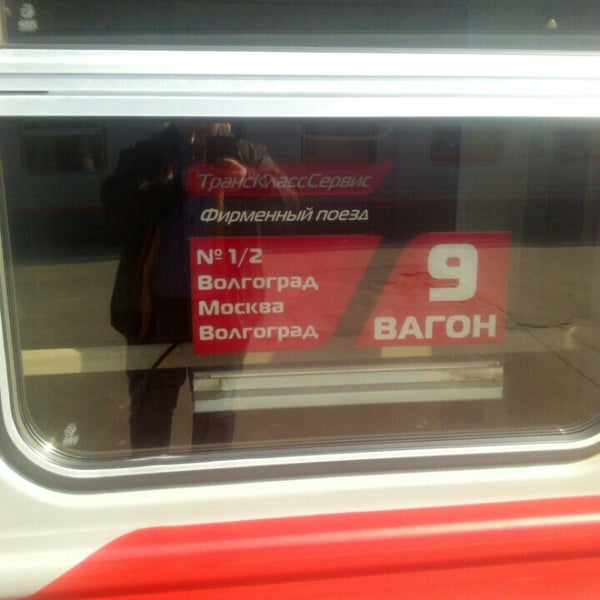 ТрансКлассСервис
Фирменный поезд
№ 1/2
Волгоград
Москва
Волгоград
9
ВАГОН